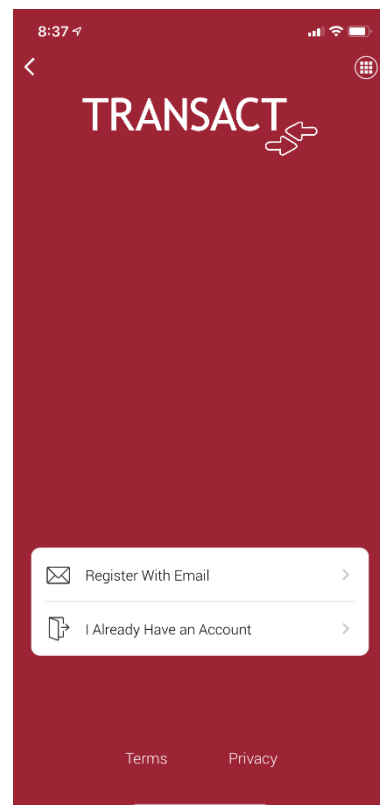 8:37
TRANSACT
Register With Email
I Already Have an Account
Terms Privacy